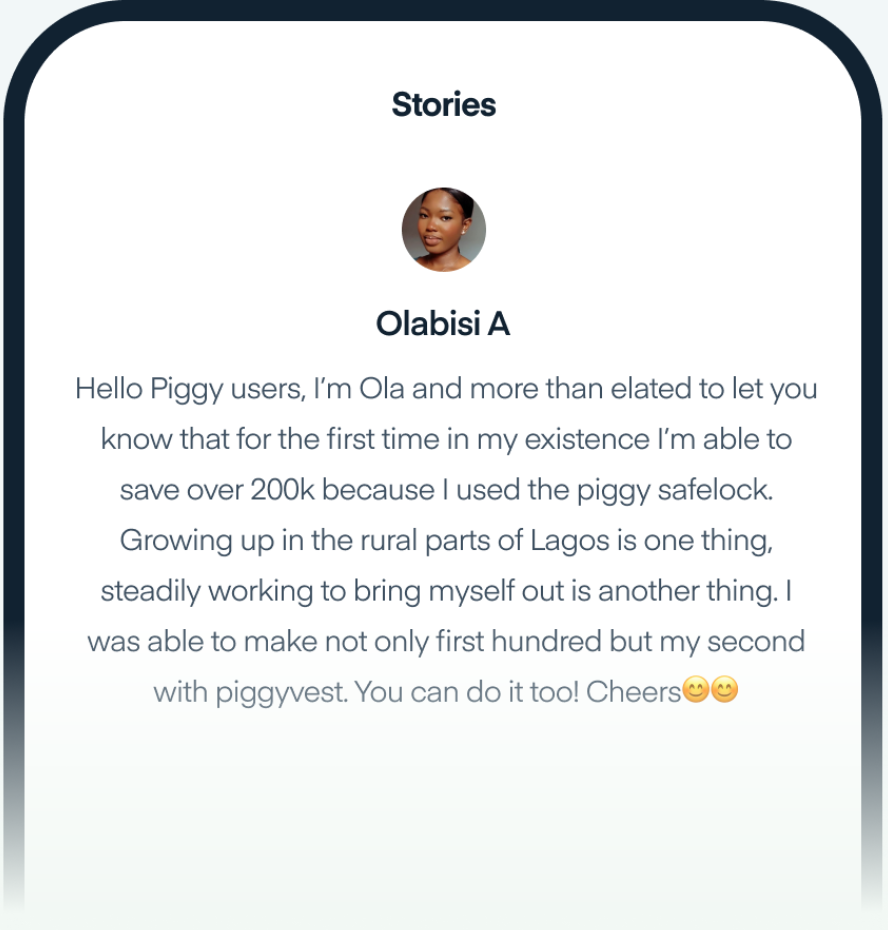 Stories
Olabisi A
Hello Piggy users, I’m Ola and more than elated to let you
know that for the first time in my existence I’m able to
save over 200k because I used the piggy safelock.
Growing up in the rural parts of Lagos is one thing,
steadily working to bring myself out is another thing. I
was able to make not only first hundred but my second
with piggyvest. You can do it too! Cheers😊😊